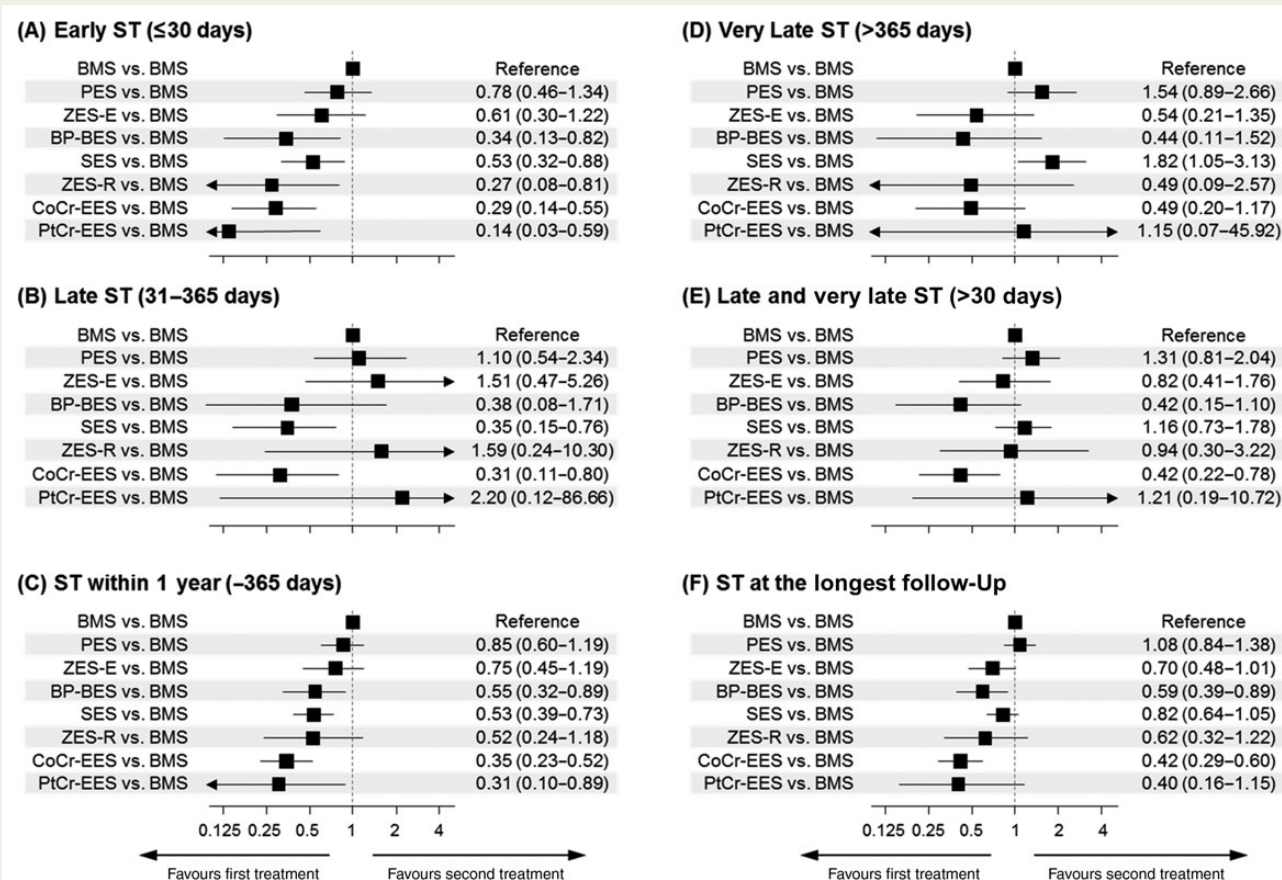 (A) Early ST (≤30 days)
BMS vs. BMS Reference
PES vs. BMS 0.78 (0.46–1.34)
ZES-E vs. BMS 0.61 (0.30–1.22)
BP-BES vs. BMS 0.34 (0.13–0.82)
SES vs. BMS 0.53 (0.32–0.88)
ZES-R vs. BMS 0.27 (0.08–0.81)
CoCr-EES vs. BMS 0.29 (0.14–0.55)
PtCr-EES vs. BMS 0.14 (0.03–0.59)
(B) Late ST (31–365 days)
BMS vs. BMS Reference
PES vs. BMS 1.10 (0.54–2.34)
ZES-E vs. BMS 1.51 (0.47–5.26)
BP-BES vs. BMS 0.38 (0.08–1.71)
SES vs. BMS 0.35 (0.15–0.76)
ZES-R vs. BMS 1.59 (0.24–10.30)
CoCr-EES vs. BMS 0.31 (0.11–0.80)
PtCr-EES vs. BMS 2.20 (0.12–86.66)
(C) ST within 1 year (–365 days)
BMS vs. BMS Reference
PES vs. BMS 0.85 (0.60–1.19)
ZES-E vs. BMS 0.75 (0.45–1.19)
BP-BES vs. BMS 0.55 (0.32–0.89)
SES vs. BMS 0.53 (0.39–0.73)
ZES-R vs. BMS 0.52 (0.24–1.18)
CoCr-EES vs. BMS 0.35 (0.23–0.52)
PtCr-EES vs. BMS 0.31 (0.10–0.89)
0.125 0.25 0.5 1 2 4
Favours first treatment Favours second treatment
(D) Very Late ST (>365 days)
BMS vs. BMS Reference
PES vs. BMS 1.54 (0.89–2.66)
ZES-E vs. BMS 0.54 (0.21–1.35)
BP-BES vs. BMS 0.44 (0.11–1.52)
SES vs. BMS 1.82 (1.05–3.13)
ZES-R vs. BMS 0.49 (0.09–2.57)
CoCr-EES vs. BMS 0.49 (0.20–1.17)
PtCr-EES vs. BMS 1.15 (0.07–45.92)
(E) Late and very late ST (>30 days)
BMS vs. BMS Reference
PES vs. BMS 1.31 (0.81–2.04)
ZES-E vs. BMS 0.82 (0.41–1.76)
BP-BES vs. BMS 0.42 (0.15–1.10)
SES vs. BMS 1.16 (0.73–1.78)
ZES-R vs. BMS 0.94 (0.30–3.22)
CoCr-EES vs. BMS 0.42 (0.22–0.78)
PtCr-EES vs. BMS 1.21 (0.19–10.72)
(F) ST at the longest follow-Up
BMS vs. BMS Reference
PES vs. BMS 1.08 (0.84–1.38)
ZES-E vs. BMS 0.70 (0.48–1.01)
BP-BES vs. BMS 0.59 (0.39–0.89)
SES vs. BMS 0.82 (0.64–1.05)
ZES-R vs. BMS 0.62 (0.32–1.22)
CoCr-EES vs. BMS 0.42 (0.29–0.60)
PtCr-EES vs. BMS 0.40 (0.16–1.15)
0.125 0.25 0.5 1 2 4
Favours first treatment Favours second treatment